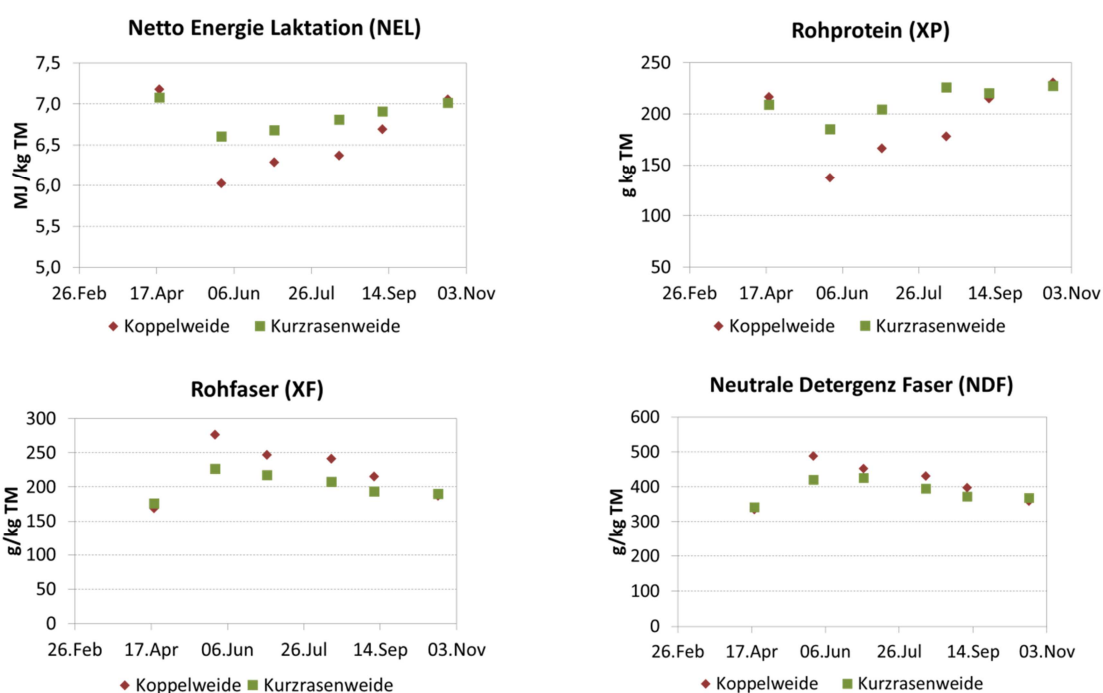 Netto Energie Laktation (NEL)
7,5
7,0
6,5
6,0
5,5
5,0
MJ /kg TM
26.Feb 17.Apr 06.Jun 26.Jul 14.Sep 03.Nov
Koppelweide Kurzrasenweide
Rohprotein (XP)
250
200
150
100
50
g kg TM
26.Feb 17.Apr 06.Jun 26.Jul 14.Sep 03.Nov
Koppelweide Kurzrasenweide
Rohfaser (XF)
300
250
200
150
100
50
0
g/kg TM
26.Feb 17.Apr 06.Jun 26.Jul 14.Sep 03.Nov
Koppelweide Kurzrasenweide
Neutrale Detergenz Faser (NDF)
600
500
400
300
200
100
0
g/kg TM
26.Feb 17.Apr 06.Jun 26.Jul 14.Sep 03.Nov
Koppelweide Kurzrasenweide